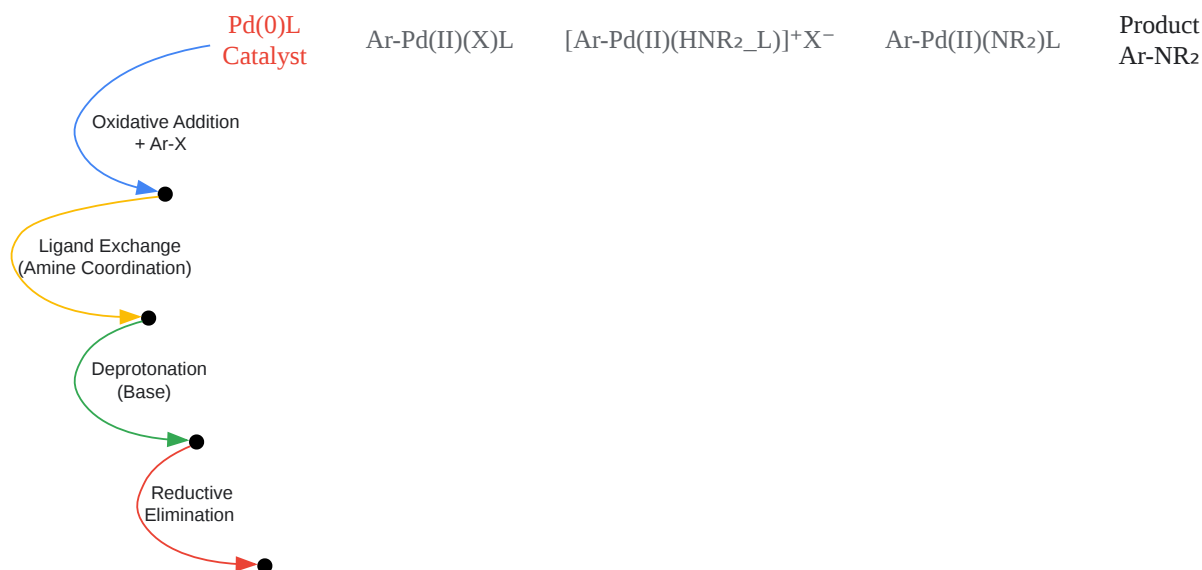 Pd(0)L
Catalyst
Ar-Pd(II)(X)L
[Ar-Pd(II)(HNR₂_L)]⁺X⁻
Ar-Pd(II)(NR₂)L
Product
Ar-NR₂
Oxidative Addition
+ Ar-X
Ligand Exchange
(Amine Coordination)
Deprotonation
(Base)
Reductive
Elimination